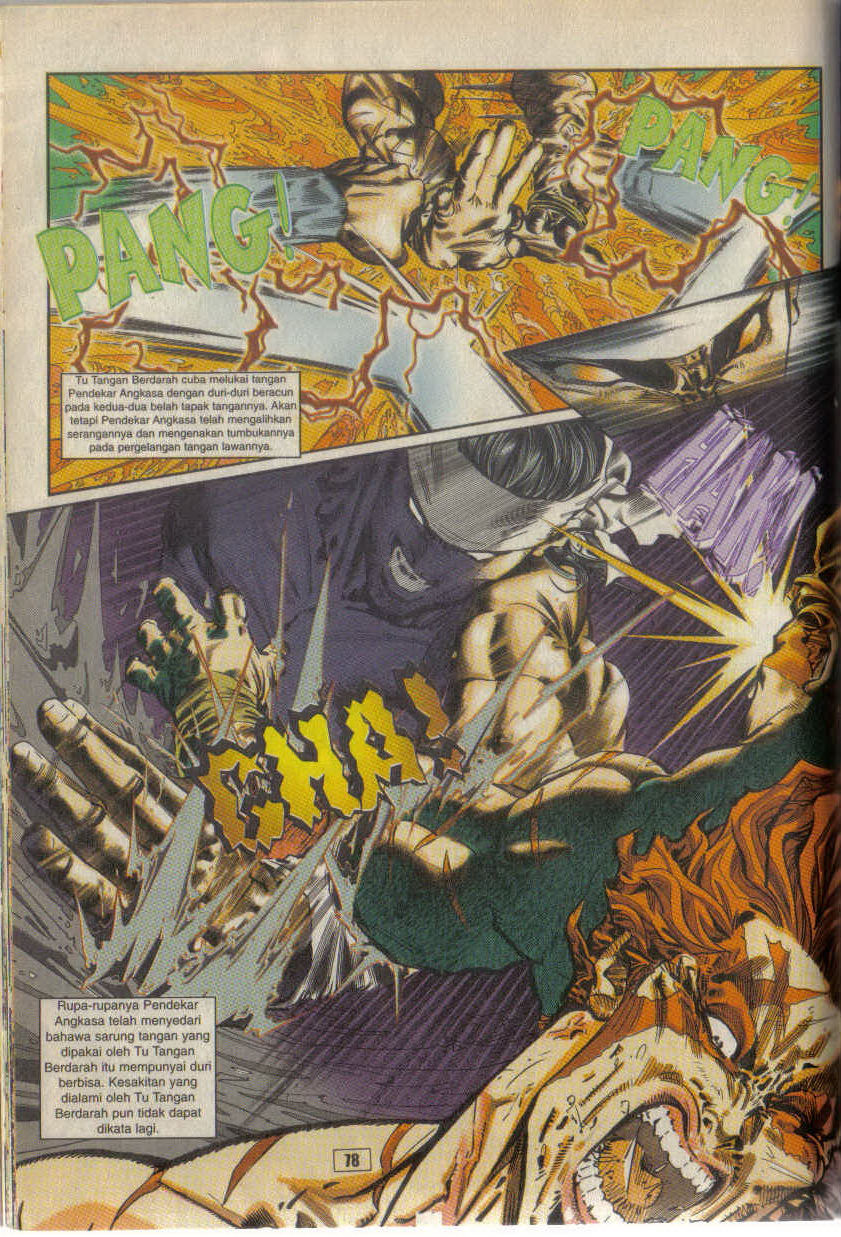 PANG!
PANG!
Tu Tangan Berdarah cuba melukai tangan
Pendekar Angkasa dengan duri-duri beracun
pada kedua-dua belah tapak tangannya. Akan
tetapi Pendekar Angkasa telah mengalihkan
serangannya dan mengenakan tumbukannya
pada pergelangan tangan lawannya.
CHA!
Rupa-rupanya Pendekar
Angkasa telah menyedari
bahawa sarung tangan yang
dipakai oleh Tu Tangan
Berdarah itu mempunyai duri
berbisa. Kesakitan yang
dialami oleh Tu Tangan
Berdarah pun tidak dapat
dikata lagi.
78